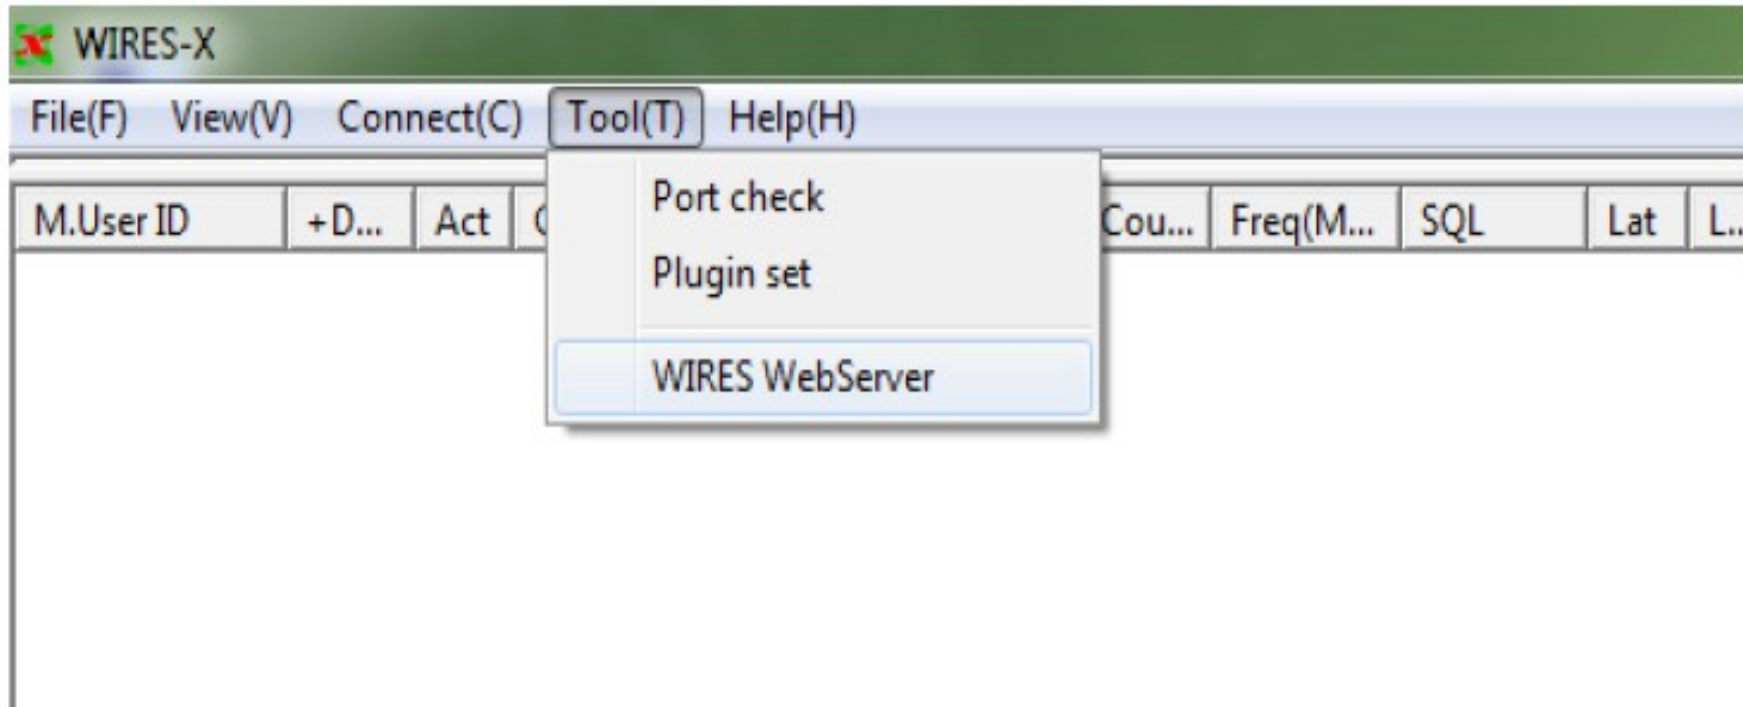 WIRES-X
File(F) View(V) Connect(C) Tool(T) Help(H)
M.User ID +D... Act Cou... Freq(M... SQL Lat L...
Port check
Plugin set
WIRES WebServer